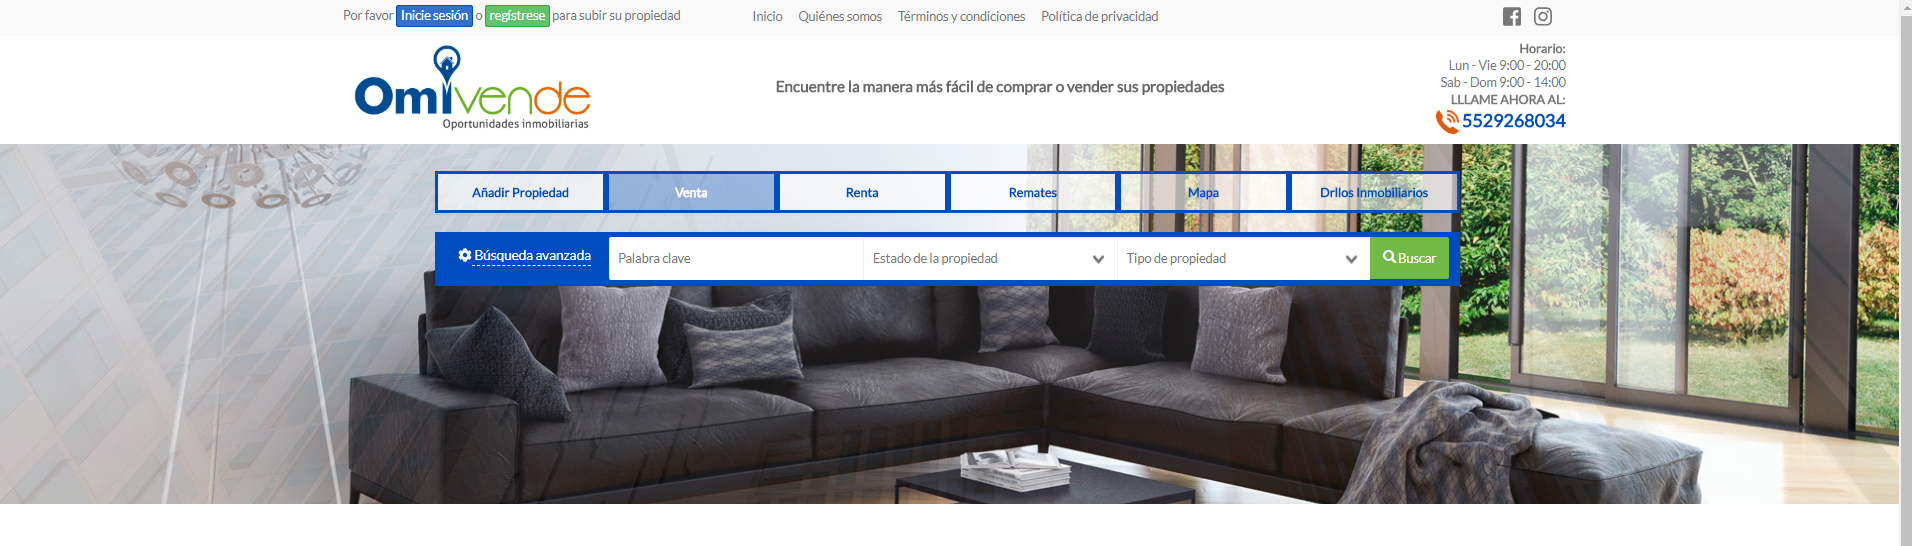 Por favor Inicie sesión o regístrese para subir su propiedad
Inicio Quiénes somos Términos y condiciones Política de privacidad
Omivende
Oportunidades inmobiliarias
Encuentre la manera más fácil de comprar o vender sus propiedades
Horario:
Lun - Vie 9:00 - 20:00
Sab - Dom 9:00 - 14:00
LLLAME AHORA AL:
5529268034
Añadir Propiedad Venta Renta Remates Mapa Drllos Inmobiliarios
Búsqueda avanzada Palabra clave Estado de la propiedad Tipo de propiedad Buscar